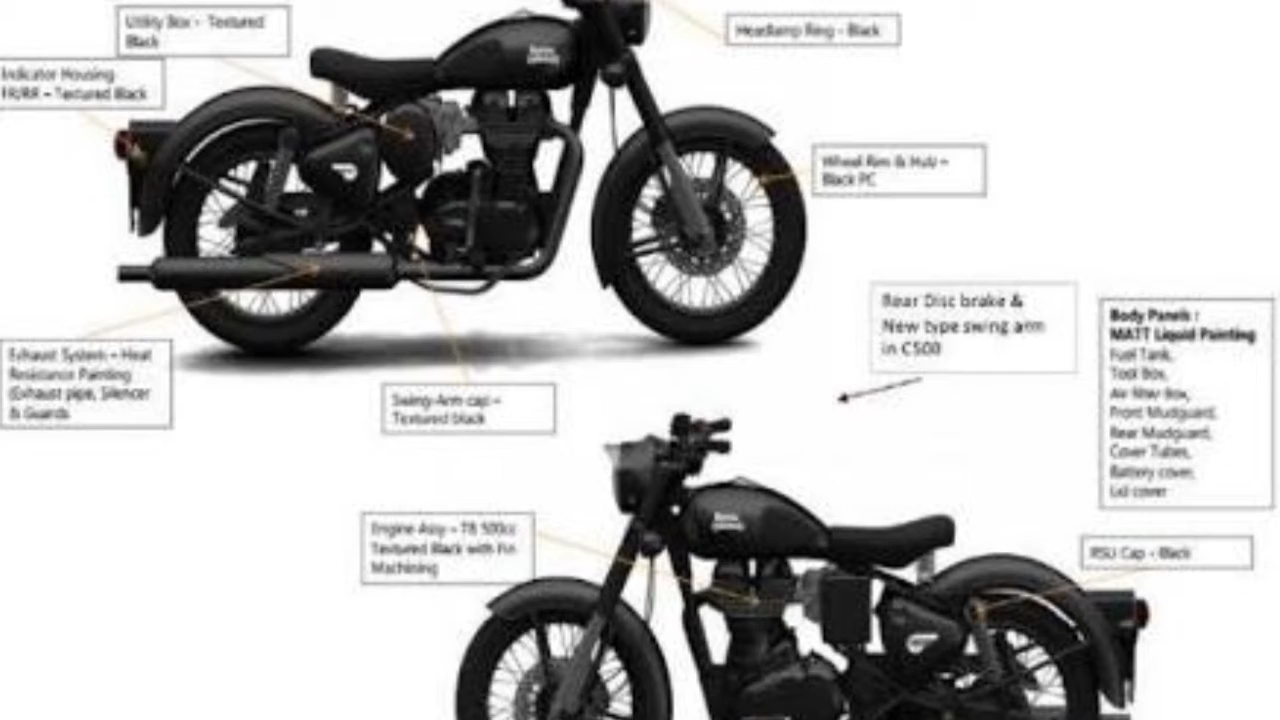 Utility Box - Textured
Black
Headlamp Ring - Black
Indicator Housing
FR/RR – Textured Black
Wheel Rim & Hub –
Black PC
Rear Disc brake &
New type swing arm
in C500
Body Panels :
MATT Liquid Painting
Fuel Tank,
Tool Box,
Air filter Box,
Front Mudguard,
Rear Mudguard,
Cover Tubes,
Battery cover,
Lid cover
Exhaust System – Heat
Resistance Painting
(Exhaust pipe, Silencer
& Guards
Swing-Arm cap –
Textured black
Engine Assy – TB 500cc
Textured Black with Fin
Machining
RSU Cap - Black